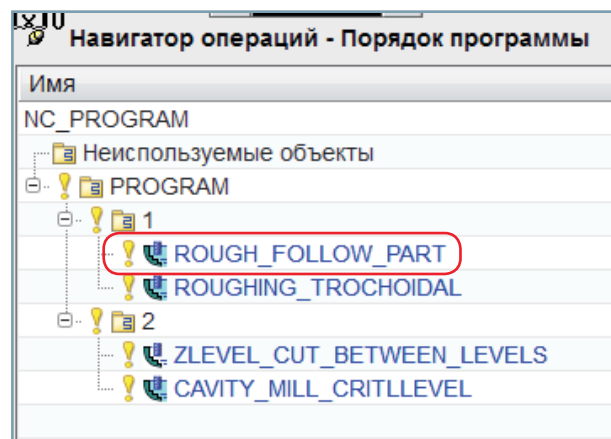 Навигатор операций - Порядок программы
Имя
NC_PROGRAM
Неиспользуемые объекты
PROGRAM
1
ROUGH_FOLLOW_PART
ROUGHING_TROCHOIDAL
2
ZLEVEL_CUT_BETWEEN_LEVELS
CAVITY_MILL_CRITLLEVEL